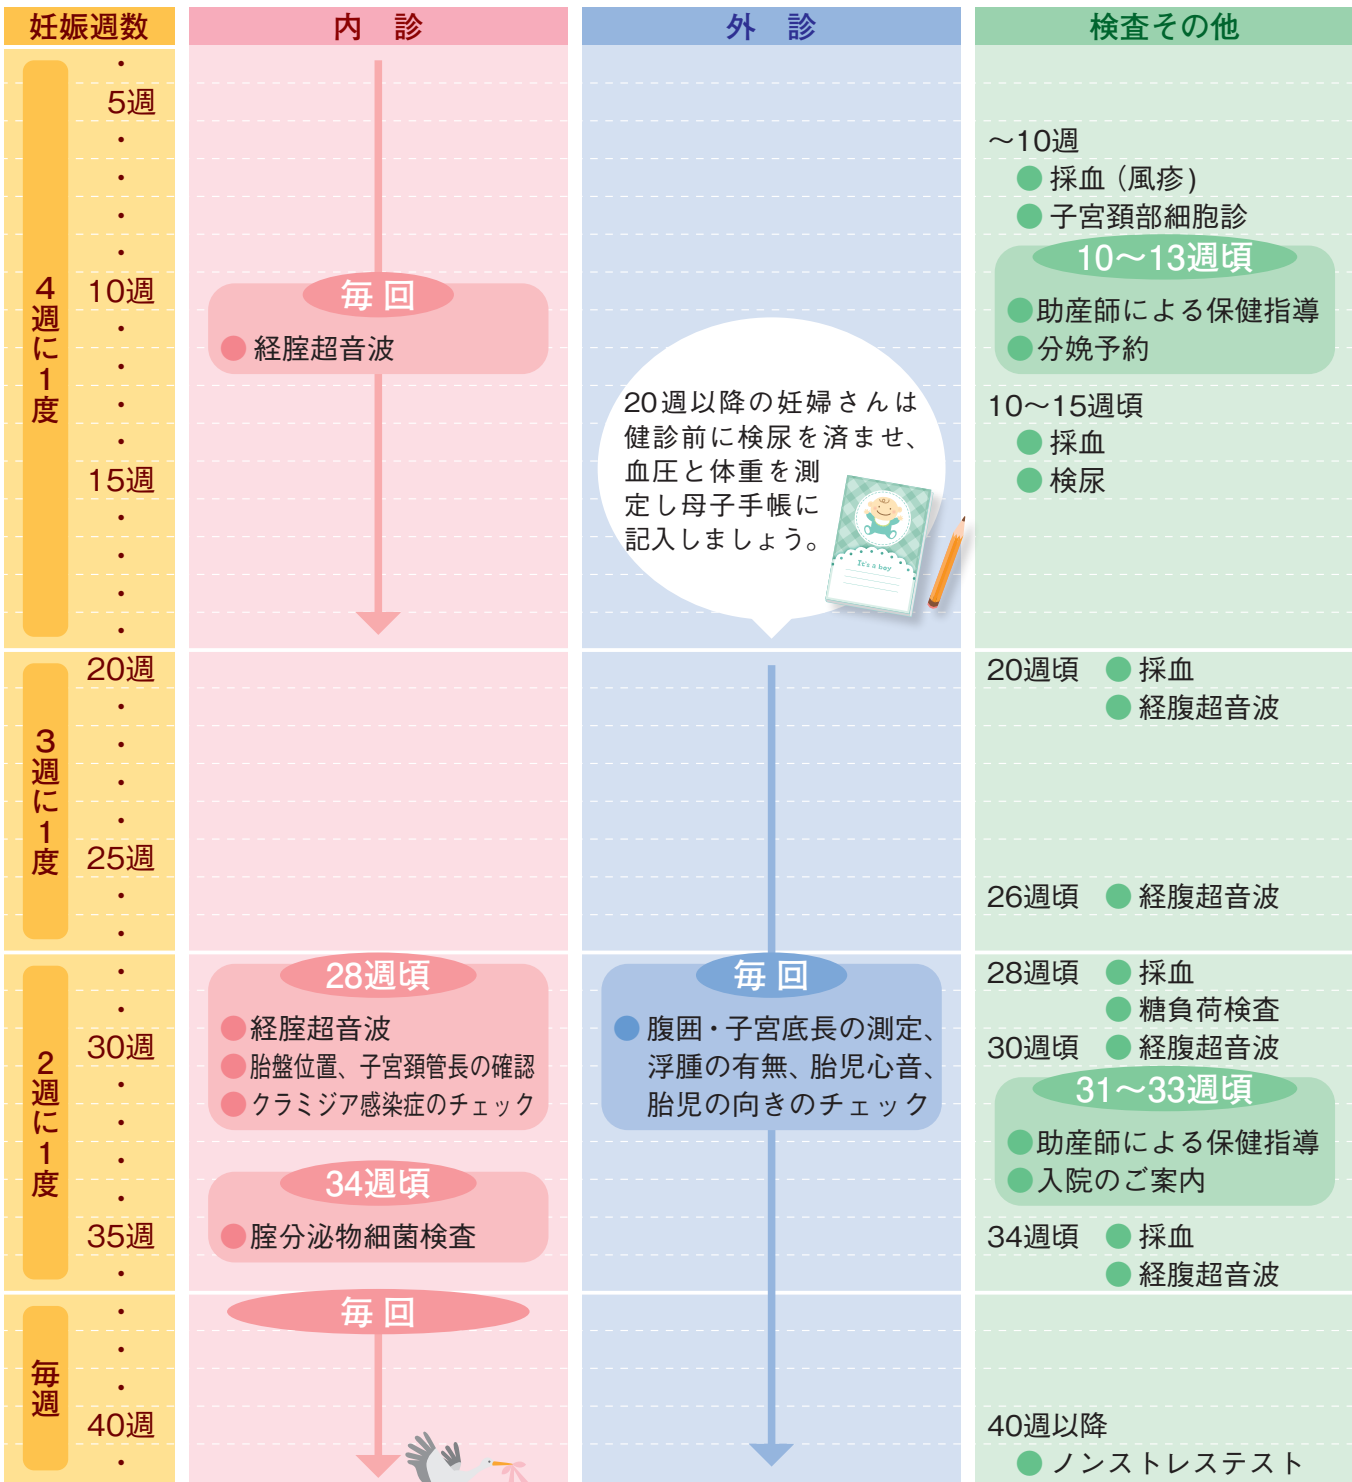 妊娠週数
内 診
外 診
検査その他
4週に1度
・
5週
・
・
・
・
10週
・
・
・
・
15週
・
・
・
・
毎 回
● 経腟超音波
20週以降の妊婦さんは
健診前に検尿を済ませ、
血圧と体重を測
定し母子手帳に
記入しましょう。
It's a boy
～10週
● 採血(風疹)
● 子宮頚部細胞診
10～13週頃
● 助産師による保健指導
● 分娩予約
10～15週頃
● 採血
● 検尿
3週に1度
20週
・
・
・
・
25週
・
・
20週頃 ● 採血
● 経腹超音波
26週頃 ● 経腹超音波
2週に1度
・
・
30週
・
・
・
・
35週
・
28週頃
● 経腟超音波
● 胎盤位置、子宮頚管長の確認
● クラミジア感染症のチェック
34週頃
● 腟分泌物細菌検査
毎 回
● 腹囲・子宮底長の測定、
浮腫の有無、胎児心音、
胎児の向きのチェック
28週頃 ● 採血
● 糖負荷検査
30週頃 ● 経腹超音波
31～33週頃
● 助産師による保健指導
● 入院のご案内
34週頃 ● 採血
● 経腹超音波
毎週
・
・
・
40週
・
毎 回
40週以降
● ノンストレステスト